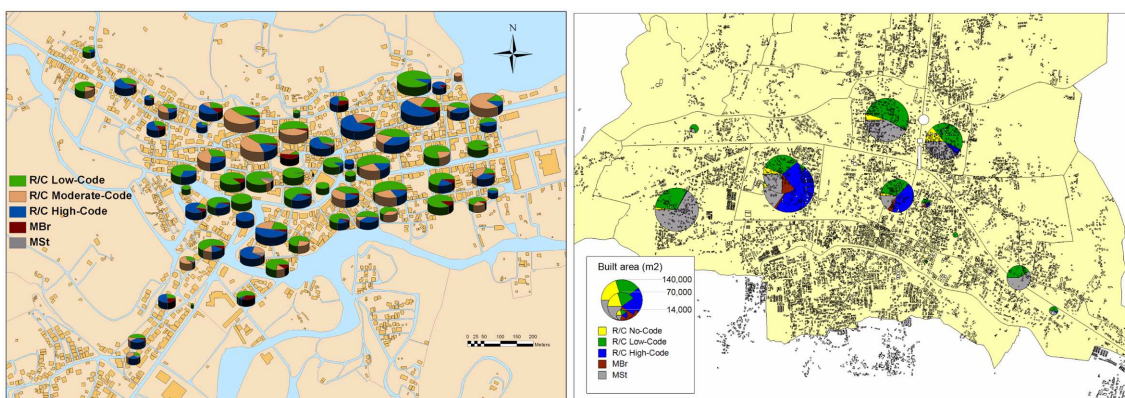 N
R/C Low-Code
R/C Moderate-Code
R/C High-Code
MBr
MSt
0 25 50 100 150 200
Meters
Built area (m2)
140,000
70,000
14,000
R/C No-Code
R/C Low-Code
R/C High-Code
MBr
MSt